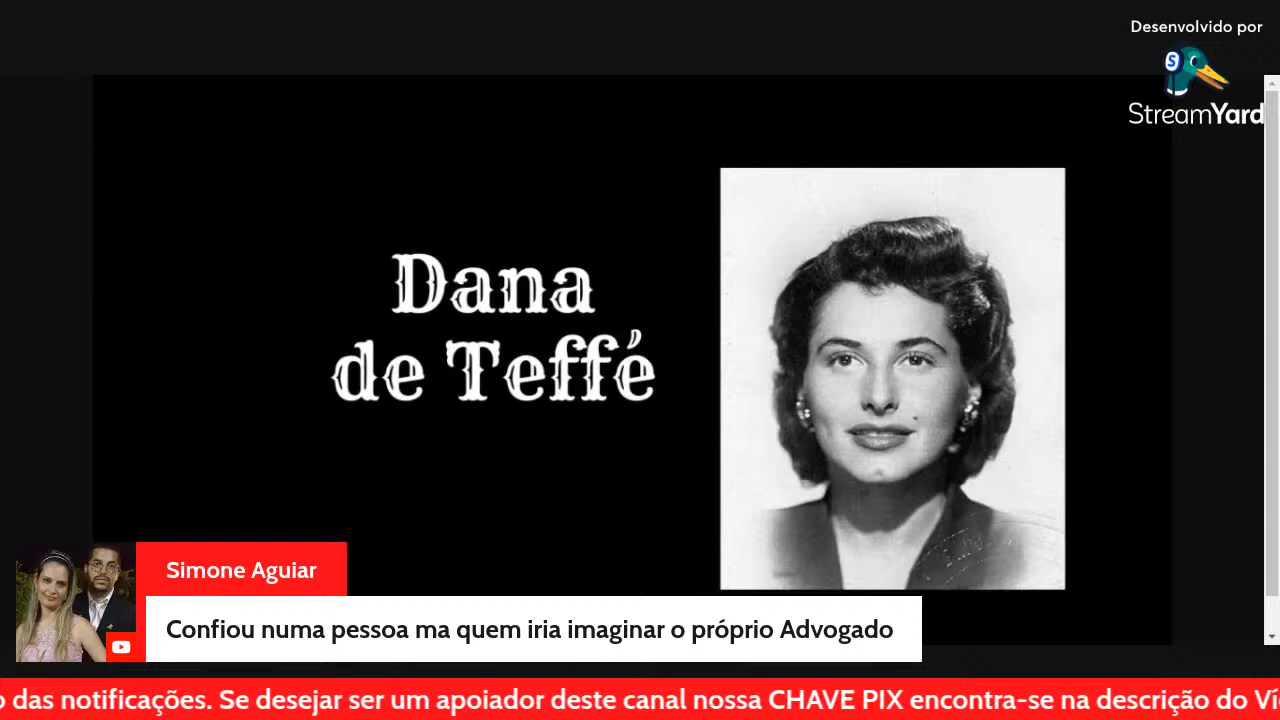 Desenvolvido por
S
StreamYard
Dana
de Teffé
Simone Aguiar
Confiou numa pessoa ma quem iria imaginar o próprio Advogado
o das notificações. Se desejar ser um apoiador deste canal nossa CHAVE PIX encontra-se na descrição do Ví